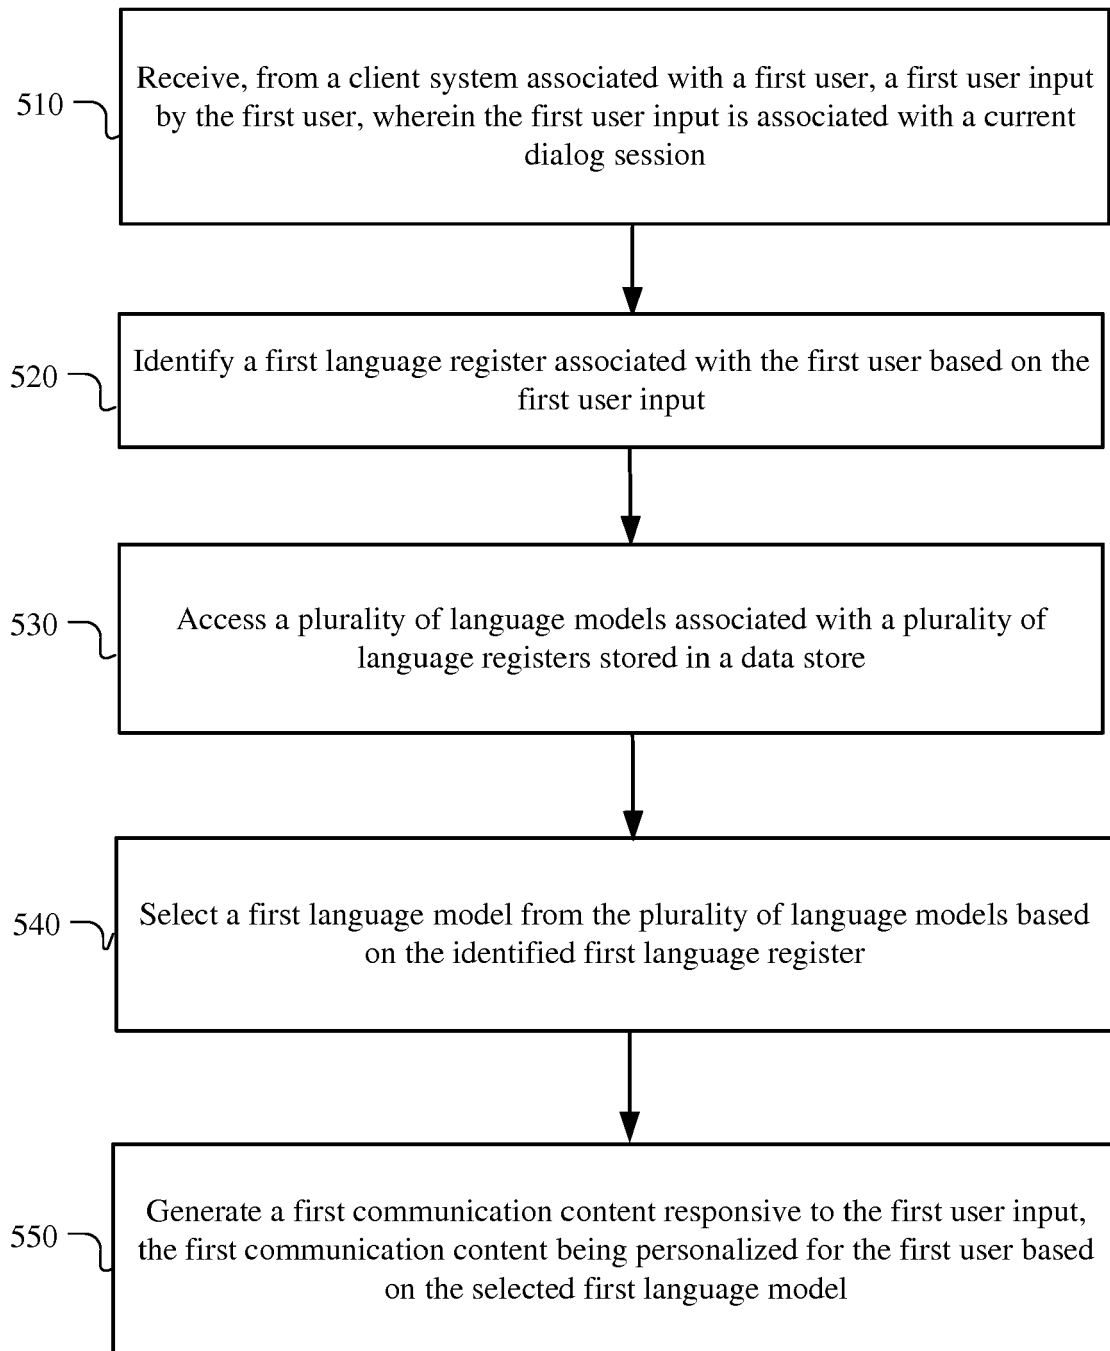 510
Receive, from a client system associated with a first user, a first user input
by the first user, wherein the first user input is associated with a current
dialog session
520
Identify a first language register associated with the first user based on the
first user input
530
Access a plurality of language models associated with a plurality of
language registers stored in a data store
540
Select a first language model from the plurality of language models based
on the identified first language register
550
Generate a first communication content responsive to the first user input,
the first communication content being personalized for the first user based
on the selected first language model